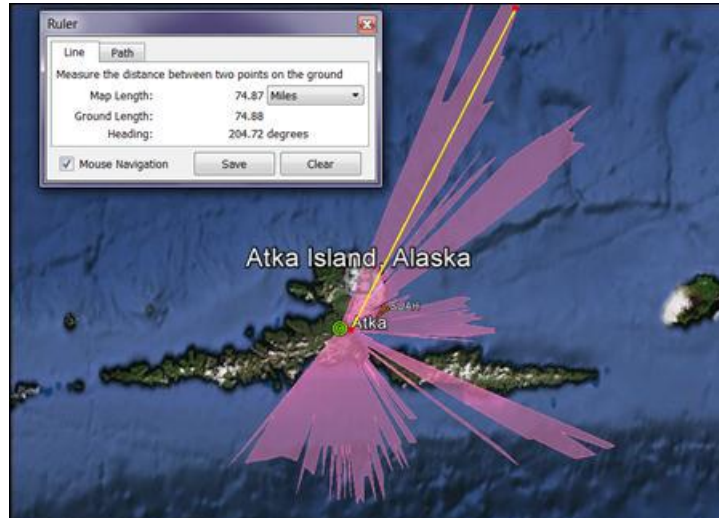 Ruler
Line Path
Measure the distance between two points on the ground
Map Length: 74.87 Miles
Ground Length: 74.88
Heading: 204.72 degrees
Mouse Navigation Save Clear
Atka Island, Alaska
Atka